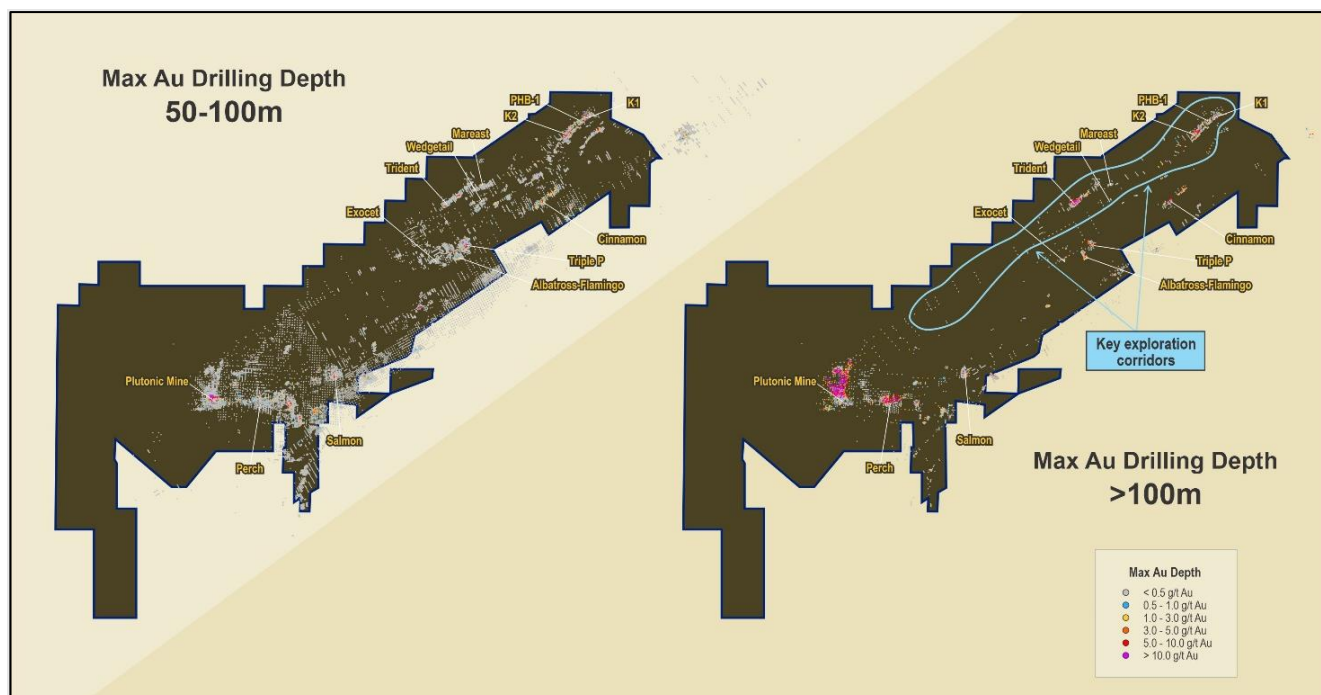 Max Au Drilling Depth
50-100m
PHB-1
K1
K2
Mareast
Wedgetail
Trident
Exocet
Cinnamon
Triple P
Albatross-Flamingo
Plutonic Mine
Salmon
Perch
PHB-1
K1
K2
Mareast
Wedgetail
Trident
Exocet
Cinnamon
Triple P
Albatross-Flamingo
Key exploration
corridors
Plutonic Mine
Salmon
Perch
Max Au Drilling Depth
>100m
Max Au Depth
< 0.5 g/t Au
0.5 - 1.0 g/t Au
1.0 - 3.0 g/t Au
3.0 - 5.0 g/t Au
5.0 - 10.0 g/t Au
> 10.0 g/t Au